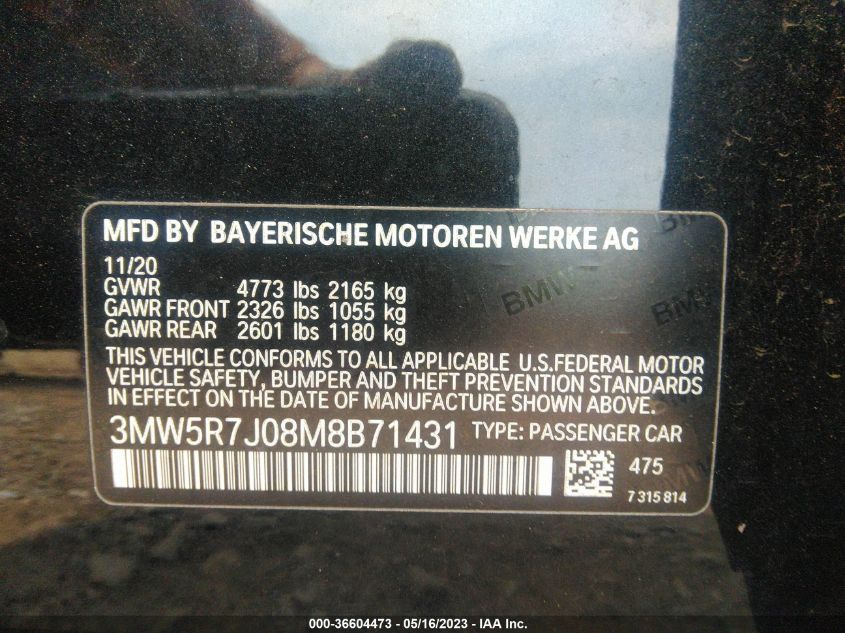 MFD BY BAYERISCHE MOTOREN WERKE AG
11/20
GVWR 4773 lbs 2165 kg
GAWR FRONT 2326 lbs 1055 kg
GAWR REAR 2601 lbs 1180 kg
THIS VEHICLE CONFORMS TO ALL APPLICABLE U.S.FEDERAL MOTOR
VEHICLE SAFETY, BUMPER AND THEFT PREVENTION STANDARDS
IN EFFECT ON THE DATE OF MANUFACTURE SHOWN ABOVE.
3MW5R7J08M8B71431 TYPE: PASSENGER CAR
475
7 315 814
BMW
BMW
000-36604473 - 05/16/2023 - IAA Inc.